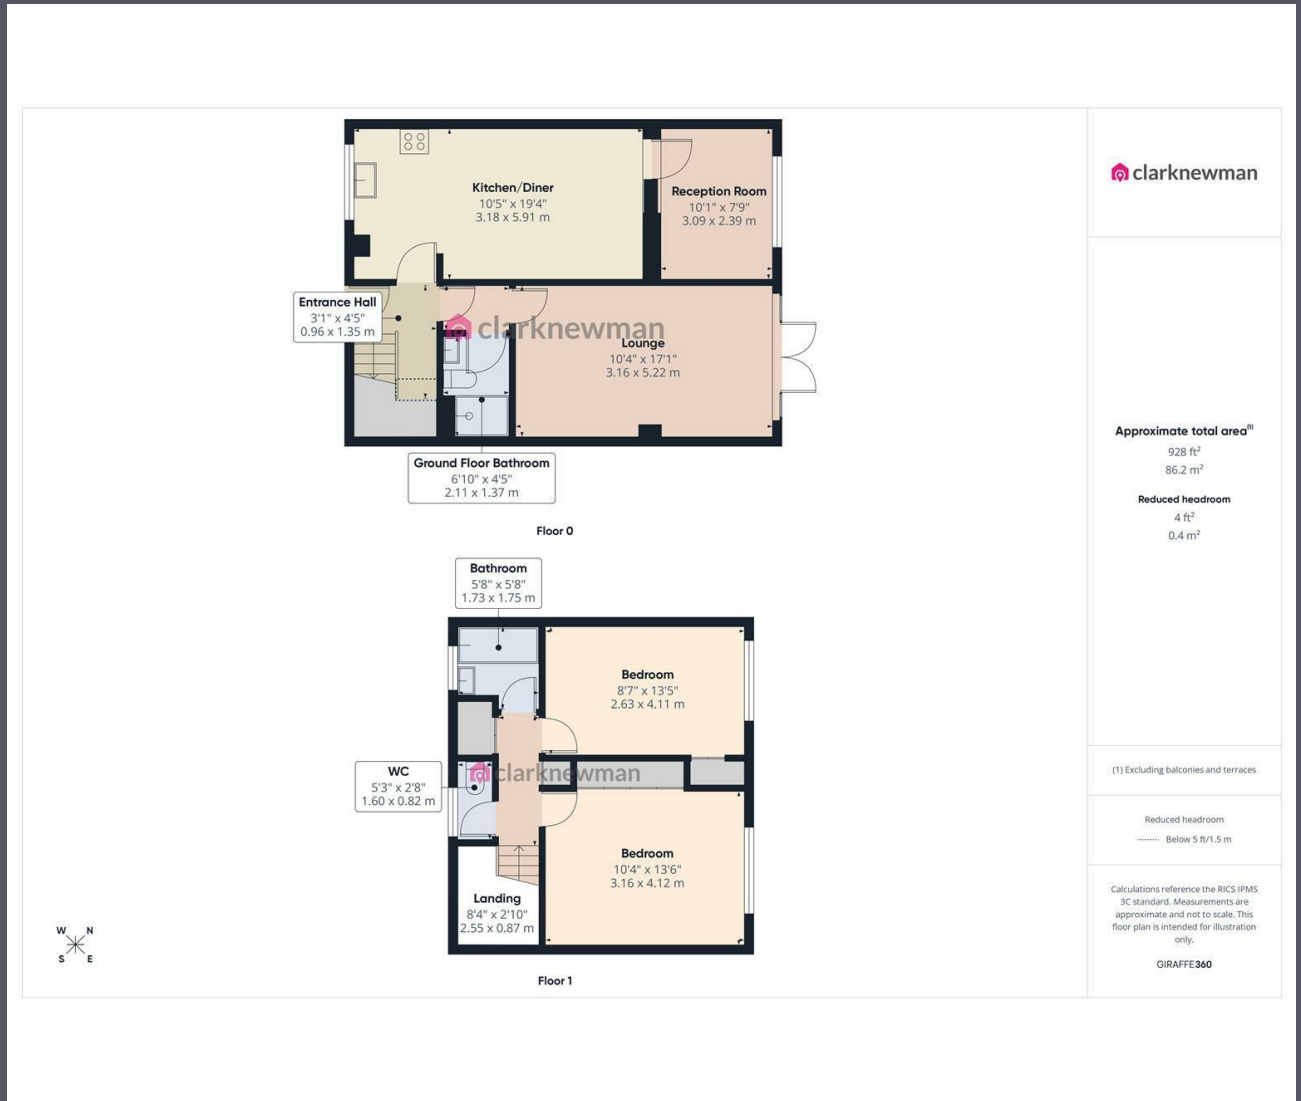 Kitchen/Diner
10'5" x 19'4"
3.18 x 5.91 m
Reception Room
10'1" x 7'9"
3.09 x 2.39 m
Entrance Hall
3'1" x 4'5"
0.96 x 1.35 m
clarknewman
Lounge
10'4" x 17'1"
3.16 x 5.22 m
Ground Floor Bathroom
6'10" x 4'5"
2.11 x 1.37 m
Floor 0
Bathroom
5'8" x 5'8"
1.73 x 1.75 m
Bedroom
8'7" x 13'5"
2.63 x 4.11 m
WC
5'3" x 2'8"
1.60 x 0.82 m
clarknewman
Bedroom
10'4" x 13'6"
3.16 x 4.12 m
Landing
8'4" x 2'10"
2.55 x 0.87 m
Floor 1
W N
S E
clarknewman
Approximate total area(1)
928 ft²
86.2 m²
Reduced headroom
4 ft²
0.4 m²
(1) Excluding balconies and terraces
Reduced headroom
Below 5 ft/1.5 m
Calculations reference the RICS IPMS
3C standard. Measurements are
approximate and not to scale. This
floor plan is intended for illustration
only.
GIRAFFE360